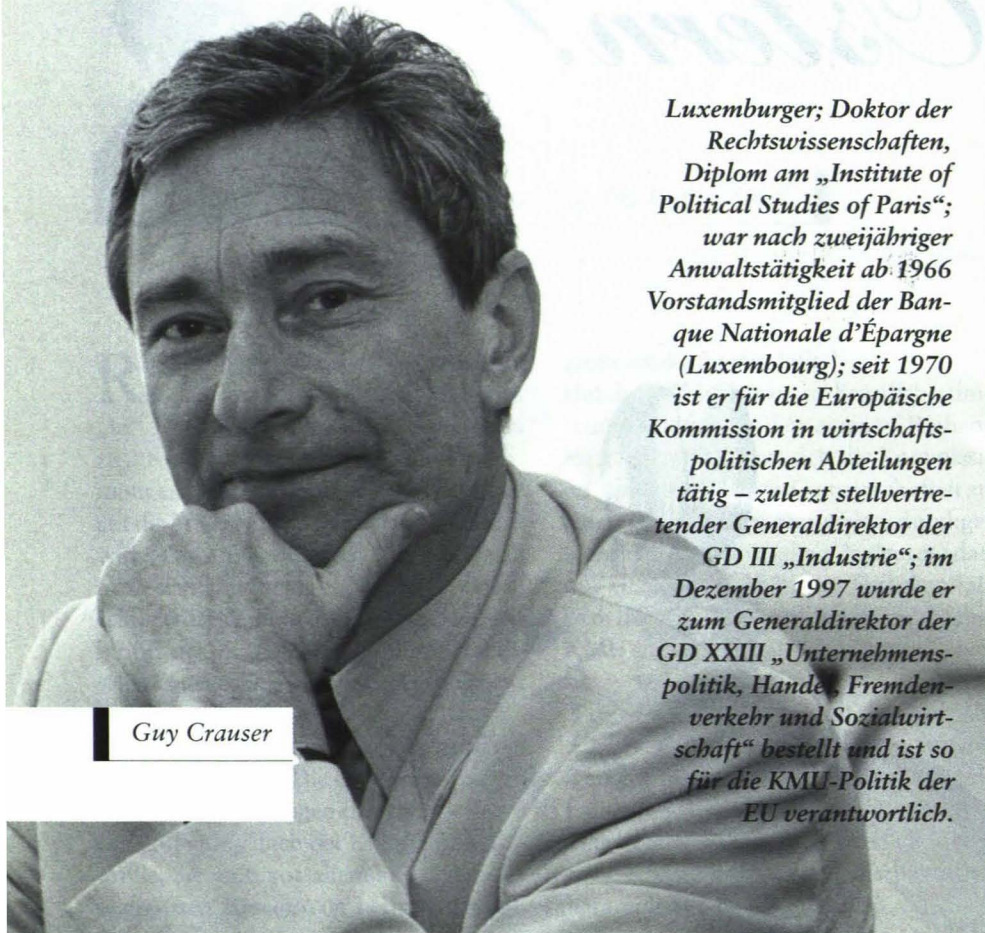 Luxemburger; Doktor der
Rechtswissenschaften,
Diplom am „Institute of
Political Studies of Paris“;
war nach zweijähriger
Anwaltstätigkeit ab 1966
Vorstandsmitglied der Ban-
que Nationale d’Épargne
(Luxembourg); seit 1970
ist er für die Europäische
Kommission in wirtschafts-
politischen Abteilungen
tätig – zuletzt stellvertre-
tender Generaldirektor der
GD III „Industrie“; im
Dezember 1997 wurde er
zum Generaldirektor der
GD XXIII „Unternehmens-
politik, Handel, Fremden-
verkehr und Sozialwirt-
schaft“ bestellt und ist so
für die KMU-Politik der
EU verantwortlich.
Guy Crauser